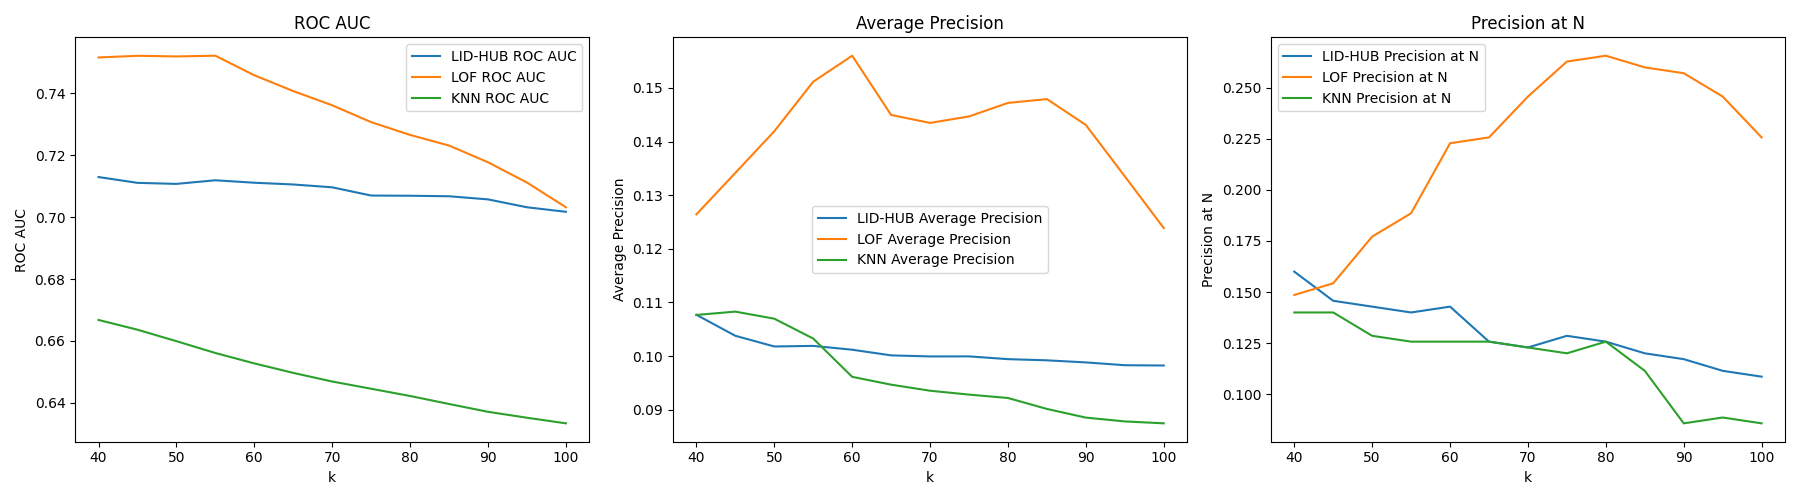 ROC AUC
ROC AUC
0.74
0.72
0.70
0.68
0.66
0.64
LID-HUB ROC AUC
LOF ROC AUC
KNN ROC AUC
40 50 60 70 80 90 100
k
Average Precision
Average Precision
0.15
0.14
0.13
0.12
0.11
0.10
0.09
LID-HUB Average Precision
LOF Average Precision
KNN Average Precision
40 50 60 70 80 90 100
k
Precision at N
Precision at N
0.250
0.225
0.200
0.175
0.150
0.125
0.100
LID-HUB Precision at N
LOF Precision at N
KNN Precision at N
40 50 60 70 80 90 100
k